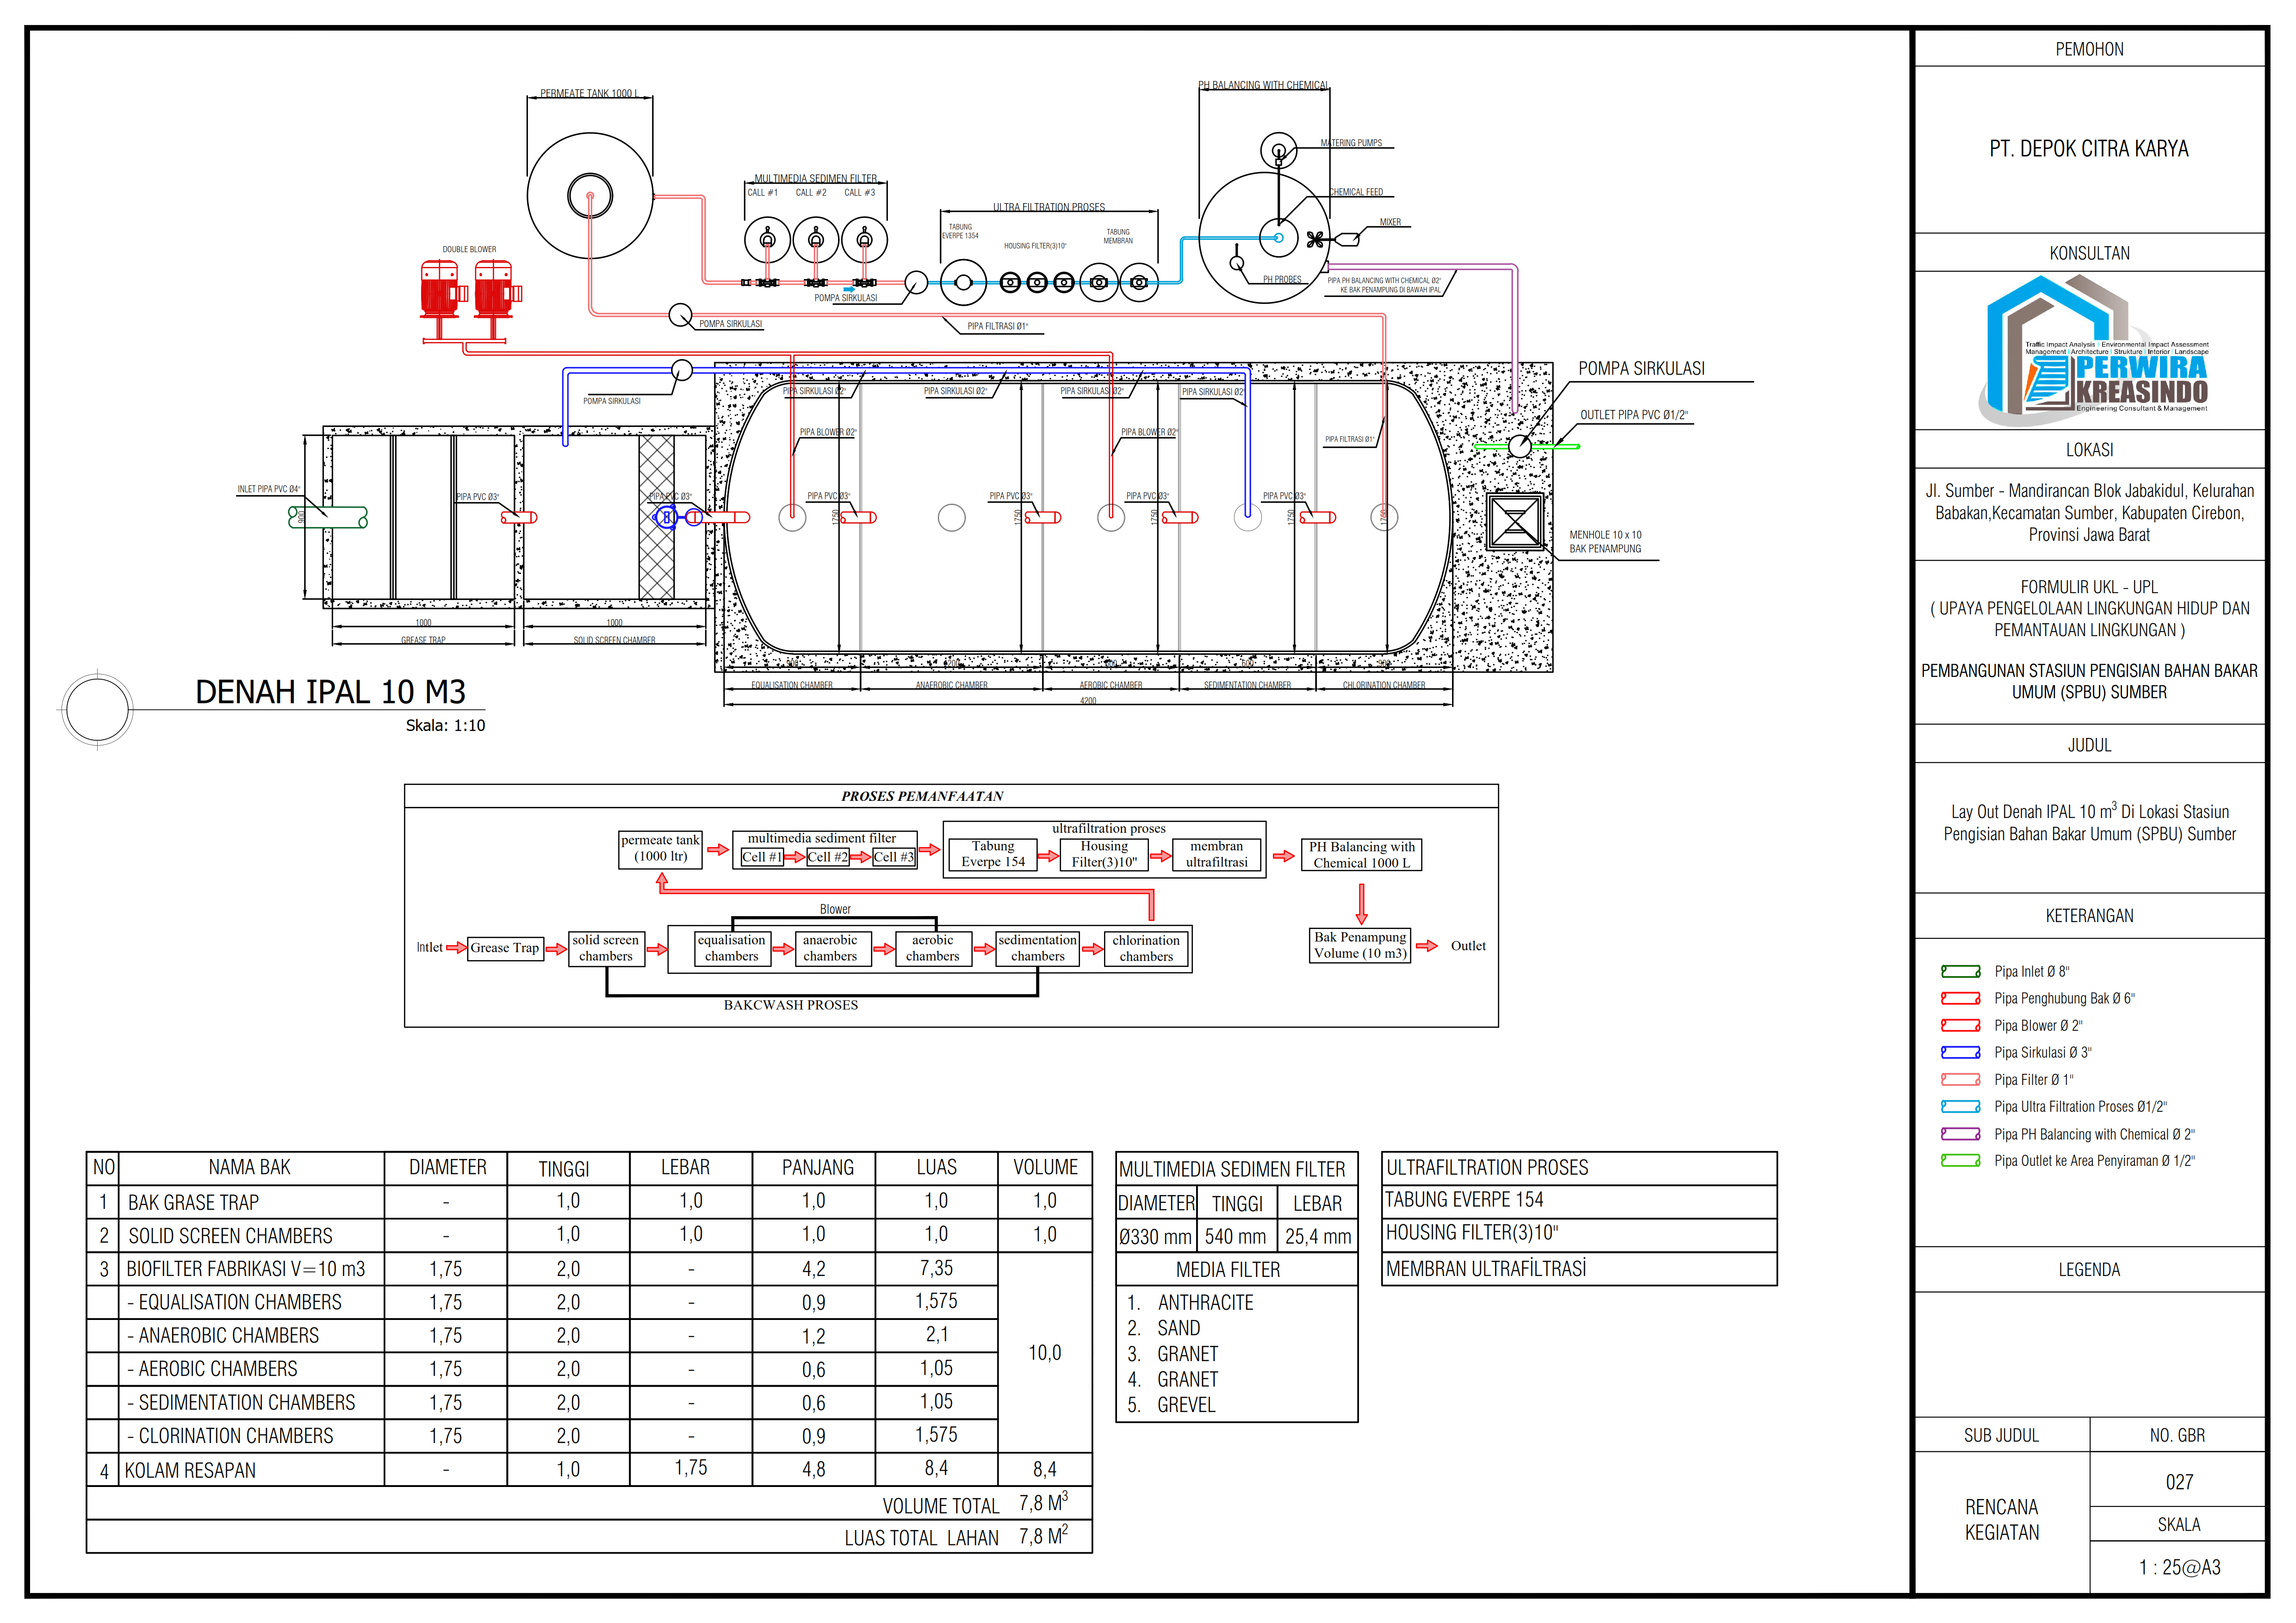 PERMEATE TANK 1000 L
PH BALANCING WITH CHEMICAL
MATERING PUMPS
CHEMICAL FEED
MIXER
PH PROBES
PIPA PH BALANCING WITH CHEMICAL Ø2"
KE BAK PENAMPUNG DI BAWAH IPAL
MULTIMEDIA SEDIMEN FILTER
CALL #1
CALL #2
CALL #3
ULTRA FILTRATION PROSES
TABUNG
EVERPE 1354
HOUSING FILTER(3)10"
TABUNG
MEMBRAN
DOUBLE BLOWER
POMPA SIRKULASI
POMPA SIRKULASI
PIPA FILTRASI Ø1"
POMPA SIRKULASI
PIPA SIRKULASI Ø2"
PIPA SIRKULASI Ø2"
PIPA SIRKULASI Ø2"
PIPA SIRKULASI Ø2"
POMPA SIRKULASI
OUTLET PIPA PVC Ø1/2"
PIPA BLOWER Ø2"
PIPA BLOWER Ø2"
PIPA FILTRASI Ø1"
INLET PIPA PVC Ø4"
900
PIPA PVC Ø3"
PIPA PVC Ø3"
PIPA PVC Ø3"
PIPA PVC Ø3"
PIPA PVC Ø3"
PIPA PVC Ø3"
1750
1750
1750
1750
MENHOLE 10 x 10
BAK PENAMPUNG
1000
1000
GREASE TRAP
SOLID SCREEN CHAMBER
EQUALISATION CHAMBER
ANAEROBIC CHAMBER
AEROBIC CHAMBER
SEDIMENTATION CHAMBER
CHLORINATION CHAMBER
4200
DENAH IPAL 10 M3
Skala: 1:10
PROSES PEMANFAATAN
permeate tank
(1000 ltr)
multimedia sediment filter
Cell #1
Cell #2
Cell #3
ultrafiltration proses
Tabung
Everpe 154
Housing
Filter(3)10"
membran
ultrafiltrasi
PH Balancing with
Chemical 1000 L
Blower
Intlet
Grease Trap
solid screen
chambers
equalisation
chambers
anaerobic
chambers
aerobic
chambers
sedimentation
chambers
chlorination
chambers
Bak Penampung
Volume (10 m3)
Outlet
BAKCWASH PROSES
NO NAMA BAK DIAMETER TINGGI LEBAR PANJANG LUAS VOLUME
1 BAK GRASE TRAP - 1,0 1,0 1,0 1,0 1,0
2 SOLID SCREEN CHAMBERS - 1,0 1,0 1,0 1,0 1,0
3 BIOFILTER FABRIKASI V=10 m3 1,75 2,0 - 4,2 7,35
- EQUALISATION CHAMBERS 1,75 2,0 - 0,9 1,575
- ANAEROBIC CHAMBERS 1,75 2,0 - 1,2 2,1
10,0
- AEROBIC CHAMBERS 1,75 2,0 - 0,6 1,05
- SEDIMENTATION CHAMBERS 1,75 2,0 - 0,6 1,05
- CLORINATION CHAMBERS 1,75 2,0 - 0,9 1,575
4 KOLAM RESAPAN - 1,0 1,75 4,8 8,4 8,4
VOLUME TOTAL 7,8 M³
LUAS TOTAL LAHAN 7,8 M²
MULTIMEDIA SEDIMEN FILTER
DIAMETER TINGGI LEBAR
Ø330 mm 540 mm 25,4 mm
MEDIA FILTER
1. ANTHRACITE
2. SAND
3. GRANET
4. GRANET
5. GREVEL
ULTRAFILTRATION PROSES
TABUNG EVERPE 154
HOUSING FILTER(3)10"
MEMBRAN ULTRAFİLTRASİ
PEMOHON
PT. DEPOK CITRA KARYA
KONSULTAN
Traffic Impact Analysis | Environmental Impact Assessment
Management | Architecture | Strukture | Interior | Landscape
PERWIRA
KREASINDO
Engineering Consultant & Management
LOKASI
Jl. Sumber - Mandirancan Blok Jabakidul, Kelurahan
Babakan,Kecamatan Sumber, Kabupaten Cirebon,
Provinsi Jawa Barat
FORMULIR UKL - UPL
( UPAYA PENGELOLAAN LINGKUNGAN HIDUP DAN
PEMANTAUAN LINGKUNGAN )
PEMBANGUNAN STASIUN PENGISIAN BAHAN BAKAR
UMUM (SPBU) SUMBER
JUDUL
Lay Out Denah IPAL 10 m³ Di Lokasi Stasiun
Pengisian Bahan Bakar Umum (SPBU) Sumber
KETERANGAN
Pipa Inlet Ø 8"
Pipa Penghubung Bak Ø 6"
Pipa Blower Ø 2"
Pipa Sirkulasi Ø 3"
Pipa Filter Ø 1"
Pipa Ultra Filtration Proses Ø1/2"
Pipa PH Balancing with Chemical Ø 2"
Pipa Outlet ke Area Penyiraman Ø 1/2"
LEGENDA
SUB JUDUL
NO. GBR
027
RENCANA
KEGIATAN
SKALA
1 : 25@A3